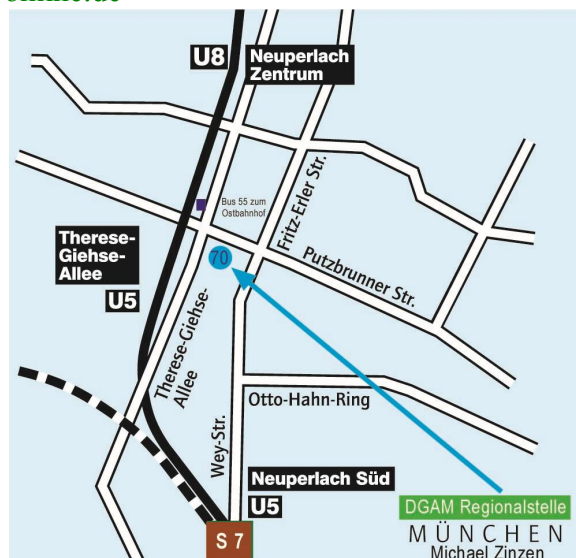 U8
Neuperlach
Zentrum
Fritz-Erler Str.
Bus 55 zum
Ostbahnhof
Therese-
Giehse-
Allee
U5
70
Putzbrunner Str.
Therese-Giehse-
Allee
Otto-Hahn-Ring
Wey-Str.
Neuperlach Süd
U5
S 7
DGAM Regionalstelle
MÜNCHEN
Michael Zinzen